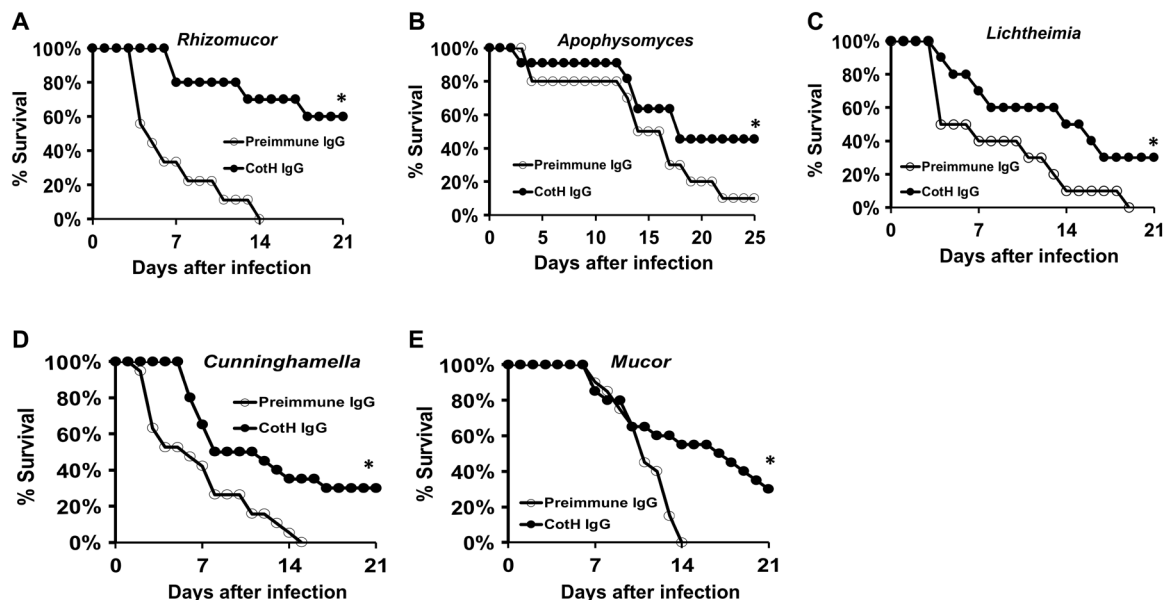 A
Rhizomucor
% Survival
100%
80%
60%
40%
20%
0%
*
Preimmune IgG
CotH IgG
0 7 14 21
Days after infection
B
Apophysomyces
% Survival
100%
80%
60%
40%
20%
0%
*
Preimmune IgG
CotH IgG
0 5 10 15 20 25
Days after infection
C
Lichtheimia
% Survival
100%
80%
60%
40%
20%
0%
*
Preimmune IgG
CotH IgG
0 7 14 21
Days after infection
D
Cunninghamella
% Survival
100%
80%
60%
40%
20%
0%
Preimmune IgG
CotH IgG
*
0 7 14 21
Days after infection
E
Mucor
% Survival
100%
80%
60%
40%
20%
0%
*
Preimmune IgG
CotH IgG
0 7 14 21
Days after infection